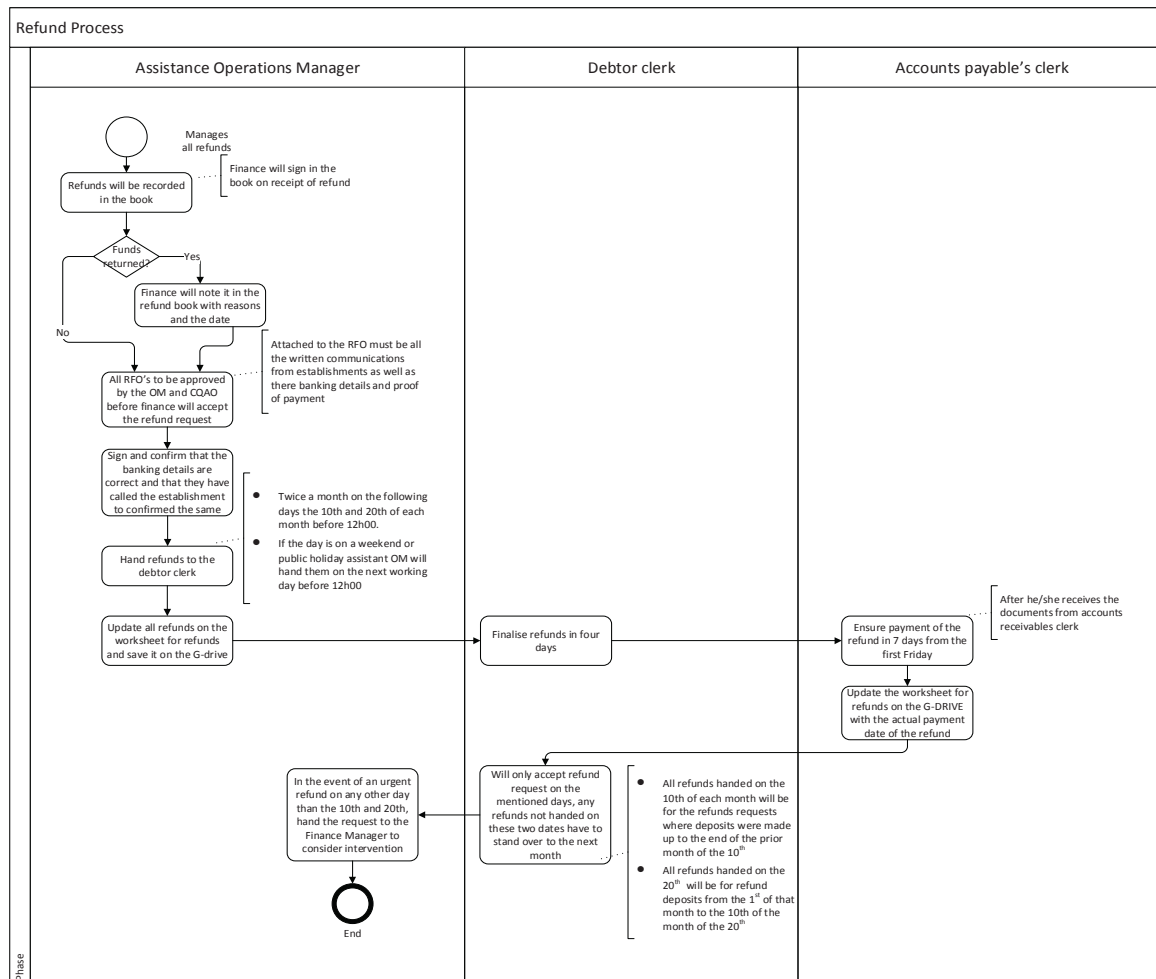 Refund Process
Assistance Operations Manager
Debtor clerk
Accounts payable's clerk
Manages
all refunds
Finance will sign in the
book on receipt of refund
Refunds will be recorded
in the book
Funds
returned?
Yes
Finance will note it in the
refund book with reasons
and the date
No
Attached to the RFO must be all
the written communications
from establishments as well as
there banking details and proof
of payment
All RFO's to be approved
by the OM and CQAO
before finance will accept
the refund request
Sign and confirm that the
banking details are
correct and that they have
called the establishment
to confirmed the same
• Twice a month on the following
days the 10th and 20th of each
month before 12h00.
• If the day is on a weekend or
public holiday assistant OM will
hand them on the next working
day before 12h00
Hand refunds to the
debtor clerk
Update all refunds on the
worksheet for refunds
and save it on the G-drive
Finalise refunds in four
days
Ensure payment of the
refund in 7 days from the
first Friday
After he/she receives the
documents from accounts
receivables clerk
Update the worksheet for
refunds on the G-DRIVE
with the actual payment
date of the refund
Will only accept refund
request on the
mentioned days, any
refunds not handed on
these two dates have to
stand over to the next
month
• All refunds handed on the
10th of each month will be
for the refunds requests
where deposits were made
up to the end of the prior
month of the 10th
• All refunds handed on the
20th will be for refund
deposits from the 1st of that
month to the 10th of the
month of the 20th
In the event of an urgent
refund on any other day
than the 10th and 20th,
hand the request to the
Finance Manager to
consider intervention
End
Phase